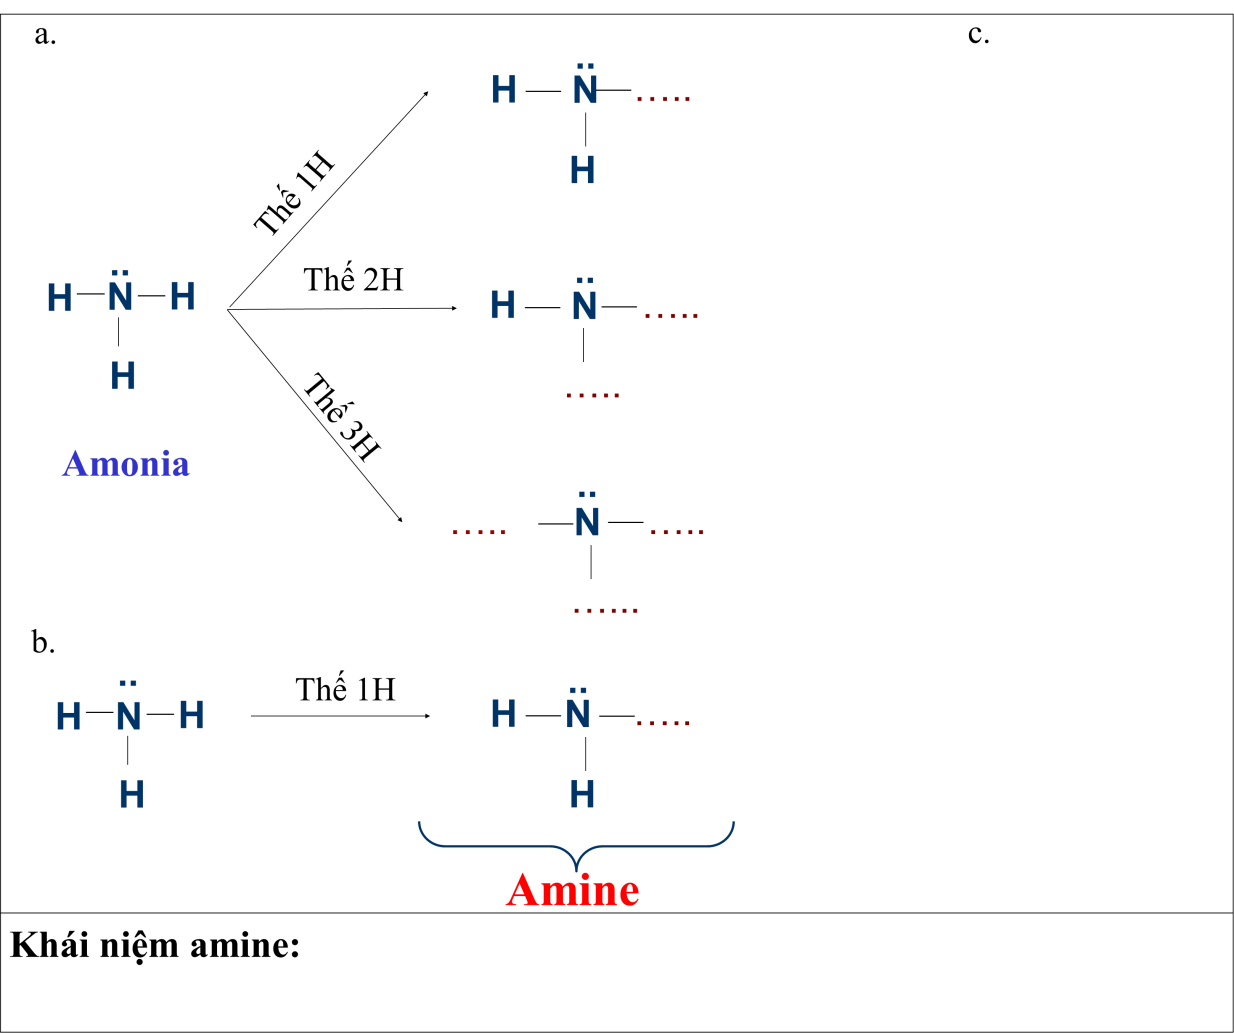 a.
c.
H — N̈ — .....
H
Thế 1H
Thế 2H
H — N̈ — H
H
H — N̈ — .....
.....
Thế 3H
Amonia
..... — N̈ — .....
......
b.
Thế 1H
H — N̈ — H
H
H — N̈ — .....
H
Amine
Khái niệm amine: